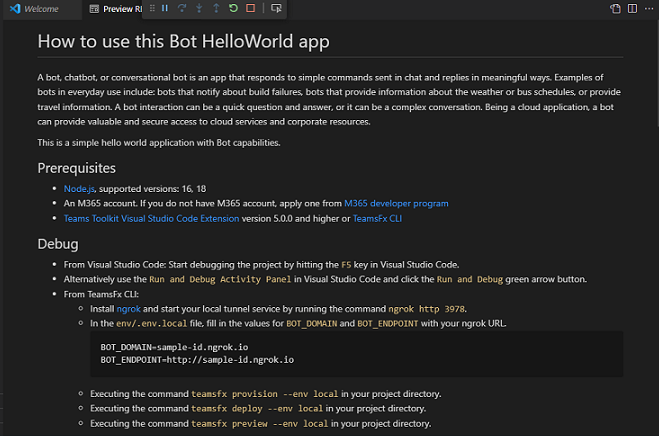 Welcome
Preview RE
How to use this Bot HelloWorld app
A bot, chatbot, or conversational bot is an app that responds to simple commands sent in chat and replies in meaningful ways. Examples of
bots in everyday use include: bots that notify about build failures, bots that provide information about the weather or bus schedules, or provide
travel information. A bot interaction can be a quick question and answer, or it can be a complex conversation. Being a cloud application, a bot
can provide valuable and secure access to cloud services and corporate resources.
This is a simple hello world application with Bot capabilities.
Prerequisites
• Node.js, supported versions: 16, 18
• An M365 account. If you do not have M365 account, apply one from M365 developer program
• Teams Toolkit Visual Studio Code Extension version 5.0.0 and higher or TeamsFx CLI
Debug
• From Visual Studio Code: Start debugging the project by hitting the F5 key in Visual Studio Code.
• Alternatively use the Run and Debug Activity Panel in Visual Studio Code and click the Run and Debug green arrow button.
• From TeamsFx CLI:
○ Install ngrok and start your local tunnel service by running the command ngrok http 3978.
○ In the env/.env.local file, fill in the values for BOT_DOMAIN and BOT_ENDPOINT with your ngrok URL.
BOT_DOMAIN=sample-id.ngrok.io
BOT_ENDPOINT=http://sample-id.ngrok.io
○ Executing the command teamsfx provision --env local in your project directory.
○ Executing the command teamsfx deploy --env local in your project directory.
○ Executing the command teamsfx preview --env local in your project directory.